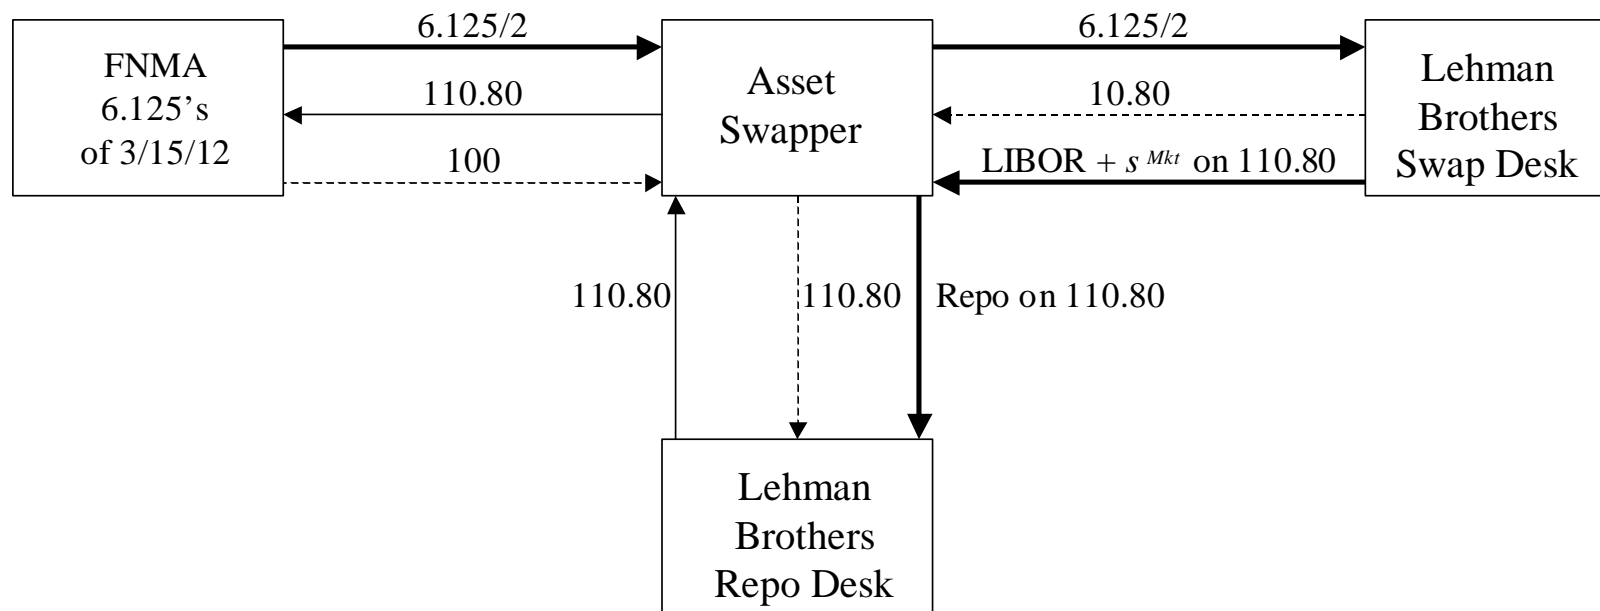 6.125/2
6.125/2
FNMA
6.125’s
of 3/15/12
110.80
100
Asset
Swapper
10.80
LIBOR + s Mkt on 110.80
Lehman
Brothers
Swap Desk
110.80
110.80
Repo on 110.80
Lehman
Brothers
Repo Desk